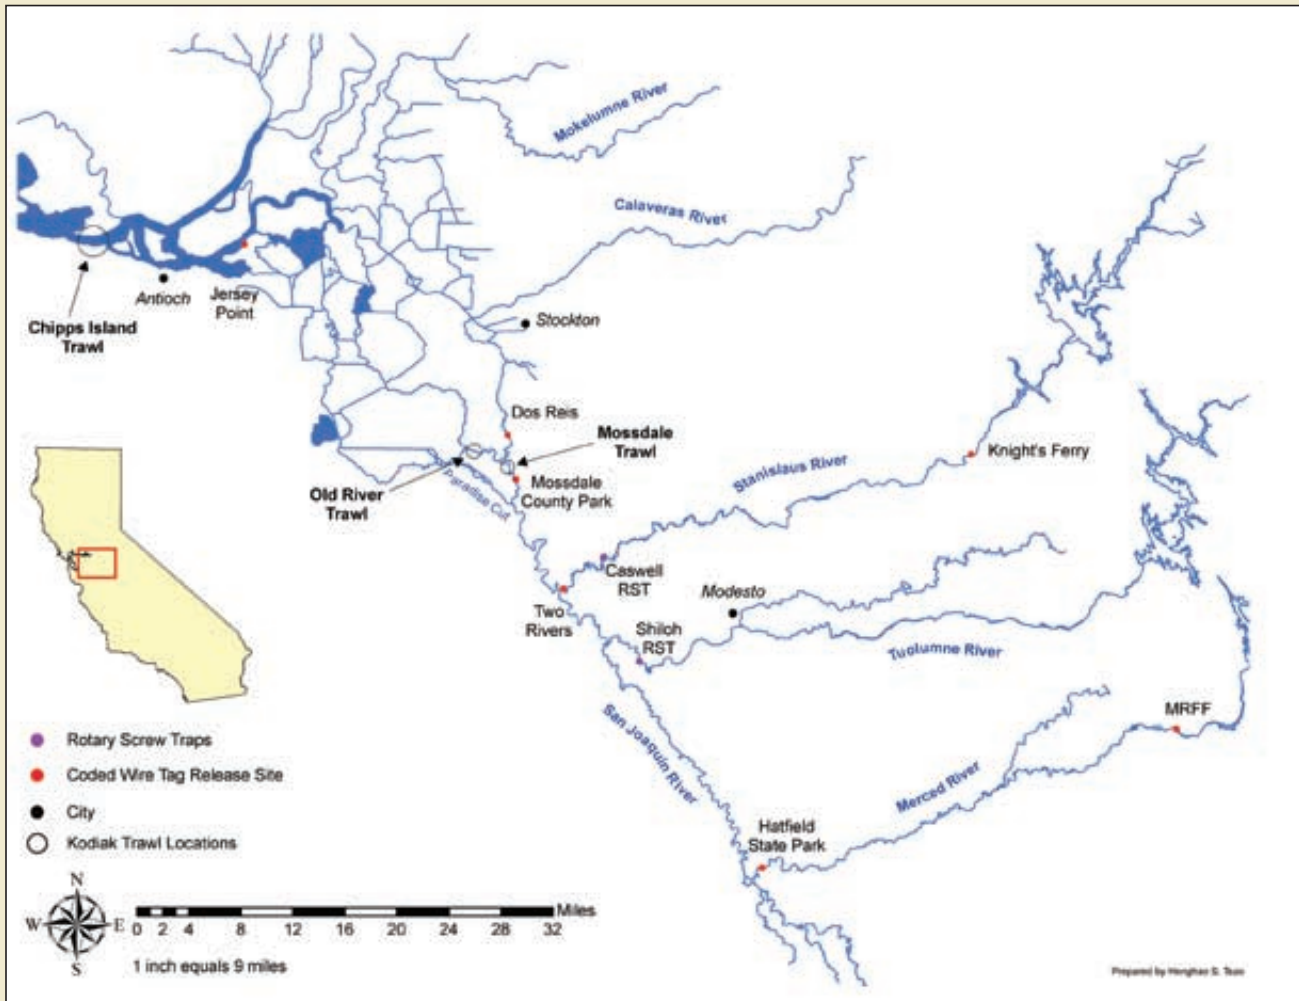 Mokelumne River
Calaveras River
Antioch
Jersey
Point
Chipps Island
Trawl
Stockton
Dos Reis
Mossdale
Trawl
Mossdale
County Park
Old River
Trawl
Paradise Cut
Stanislaus River
Knight's Ferry
Caswell
RST
Modesto
Two
Rivers
Shiloh
RST
Tuolumne River
San Joaquin River
MRFF
Merced River
Hatfield
State Park
Rotary Screw Traps
Coded Wire Tag Release Site
City
Kodiak Trawl Locations
N
W E
S
Miles
0 2 4 8 12 16 20 24 28 32
1 inch equals 9 miles
Prepared by S.